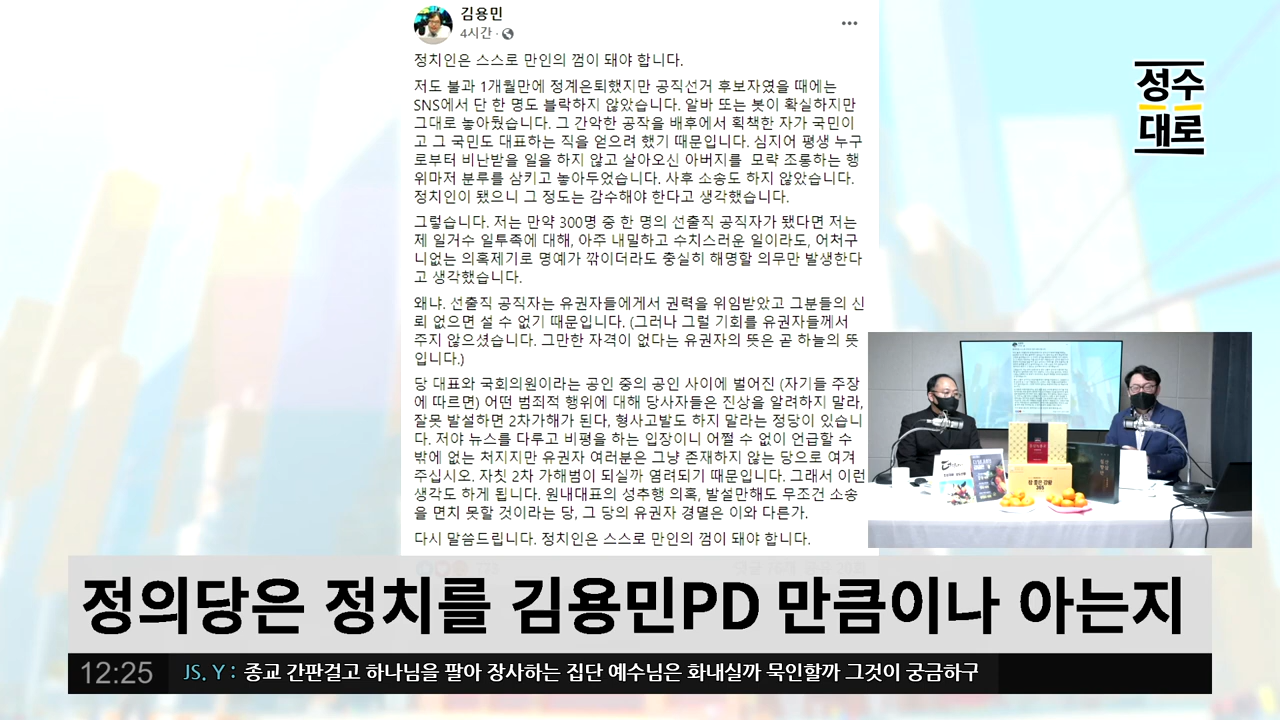 김용민
4시간 ·
정치인은 스스로 만인의 껌이 돼야 합니다.
저도 불과 1개월만에 정계은퇴했지만 공직선거 후보자였을 때에는
SNS에서 단 한 명도 블락하지 않았습니다. 알바 또는 봇이 확실하지만
그대로 놓아뒀습니다. 그 간악한 공작을 배후에서 획책한 자가 국민이
고 그 국민도 대표하는 직을 얻으려 했기 때문입니다. 심지어 평생 누구
로부터 비난받을 일을 하지 않고 살아오신 아버지를 모략 조롱하는 행
위마저 분루를 삼키고 놓아두었습니다. 사후 소송도 하지 않았습니다.
정치인이 됐으니 그 정도는 감수해야 한다고 생각했습니다.
그렇습니다. 저는 만약 300명 중 한 명의 선출직 공직자가 됐다면 저는
제 일거수 일투족에 대해, 아주 내밀하고 수치스러운 일이라도, 어처구
니없는 의혹제기로 명예가 깎이더라도 충실히 해명할 의무만 발생한다
고 생각했습니다.
왜냐. 선출직 공직자는 유권자들에게서 권력을 위임받았고 그분들의 신
뢰 없으면 설 수 없기 때문입니다. (그러나 그럴 기회를 유권자들께서
주지 않으셨습니다. 그만한 자격이 없다는 유권자의 뜻은 곧 하늘의 뜻
입니다.)
당 대표와 국회의원이라는 공인 중의 공인 사이에 벌어진 (자기들 주장
에 따르면) 어떤 범죄적 행위에 대해 당사자들은 진상을 알려하지 말라,
잘못 발설하면 2차가해가 된다, 형사고발도 하지 말라는 정당이 있습니
다. 저야 뉴스를 다루고 비평을 하는 입장이니 어쩔 수 없이 언급할 수
밖에 없는 처지지만 유권자 여러분은 그냥 존재하지 않는 당으로 여겨
주십시오. 자칫 2차 가해범이 되실까 염려되기 때문입니다. 그래서 이런
생각도 하게 됩니다. 원내대표의 성추행 의혹, 발설만해도 무조건 소송
을 면치 못할 것이라는 당, 그 당의 유권자 경멸은 이와 다른가.
다시 말씀드립니다. 정치인은 스스로 만인의 껌이 돼야 합니다.
성수
대로
정의당은 정치를 김용민PD 만큼이나 아는지
12:25
JS. Y : 종교 간판걸고 하나님을 팔아 장사하는 집단 예수님은 화내실까 묵인할까 그것이 궁금하구